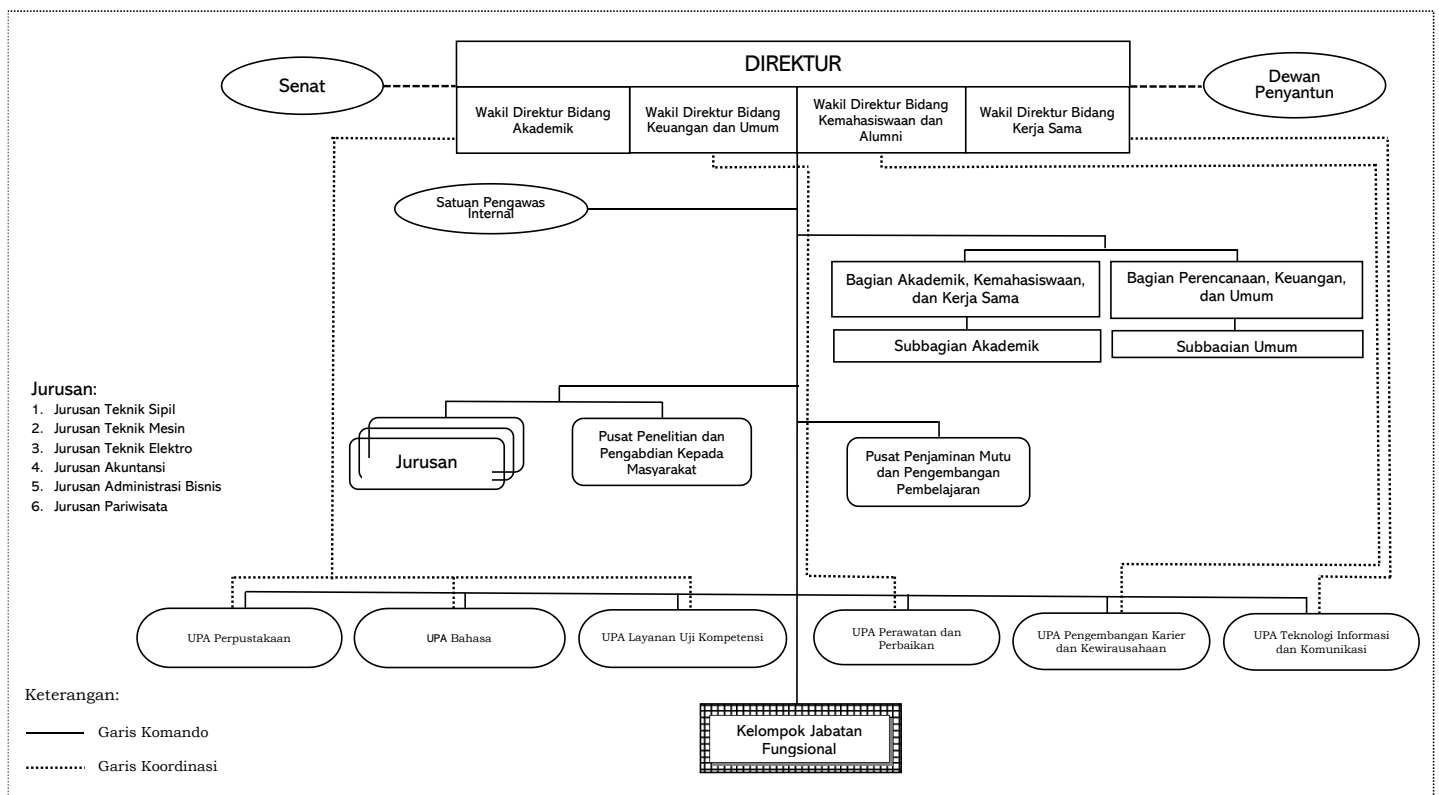 DIREKTUR
Senat
Dewan
Penyantun
Wakil Direktur Bidang
Akademik
Wakil Direktur Bidang
Keuangan dan Umum
Wakil Direktur Bidang
Kemahasiswaan dan
Alumni
Wakil Direktur Bidang
Kerja Sama
Satuan Pengawas
Internal
Bagian Akademik, Kemahasiswaan,
dan Kerja Sama
Bagian Perencanaan, Keuangan,
dan Umum
Subbagian Akademik
Subbagian Umum
Jurusan:
1. Jurusan Teknik Sipil
2. Jurusan Teknik Mesin
3. Jurusan Teknik Elektro
4. Jurusan Akuntansi
5. Jurusan Administrasi Bisnis
6. Jurusan Pariwisata
Jurusan
Pusat Penelitian dan
Pengabdian Kepada
Masyarakat
Pusat Penjaminan Mutu
dan Pengembangan
Pembelajaran
UPA Perpustakaan
UPA Bahasa
UPA Layanan Uji Kompetensi
UPA Perawatan dan
Perbaikan
UPA Pengembangan Karier
dan Kewirausahaan
UPA Teknologi Informasi
dan Komunikasi
Keterangan:
Garis Komando
Garis Koordinasi
Kelompok Jabatan
Fungsional